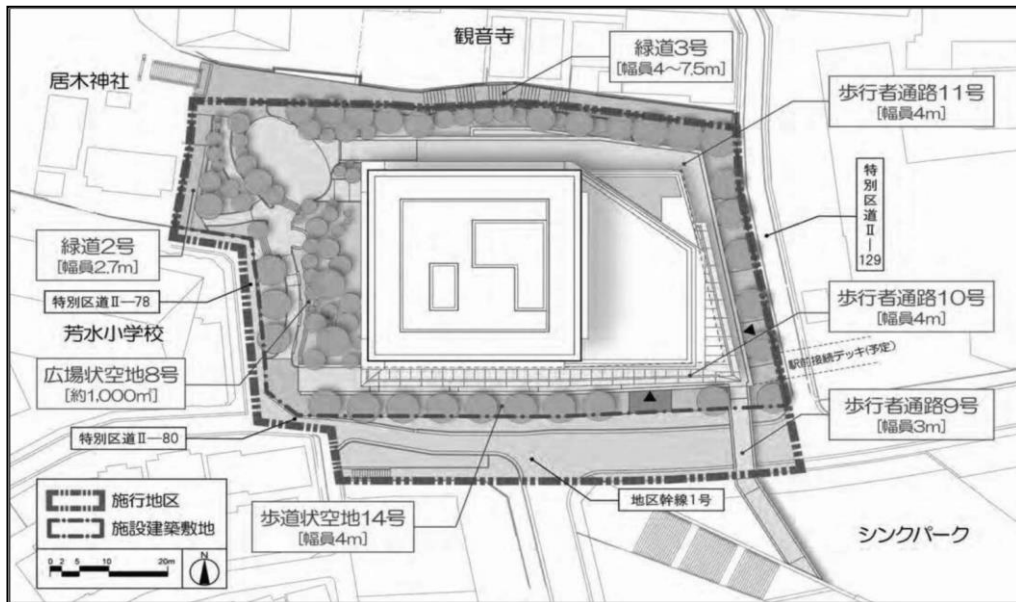 観音寺
緑道3号
[幅員4〜7.5m]
居木神社
歩行者通路11号
[幅員4m]
特別区道Ⅱ—129
緑道2号
[幅員2.7m]
特別区道Ⅱ—78
芳水小学校
歩行者通路10号
[幅員4m]
駅前接続デッキ(予定)
広場状空地8号
[約1,000㎡]
歩行者通路9号
[幅員3m]
特別区道Ⅱ—80
地区幹線1号
歩道状空地14号
[幅員4m]
シンクパーク
施行地区
施設建築敷地
0 2 5 10 20m
N